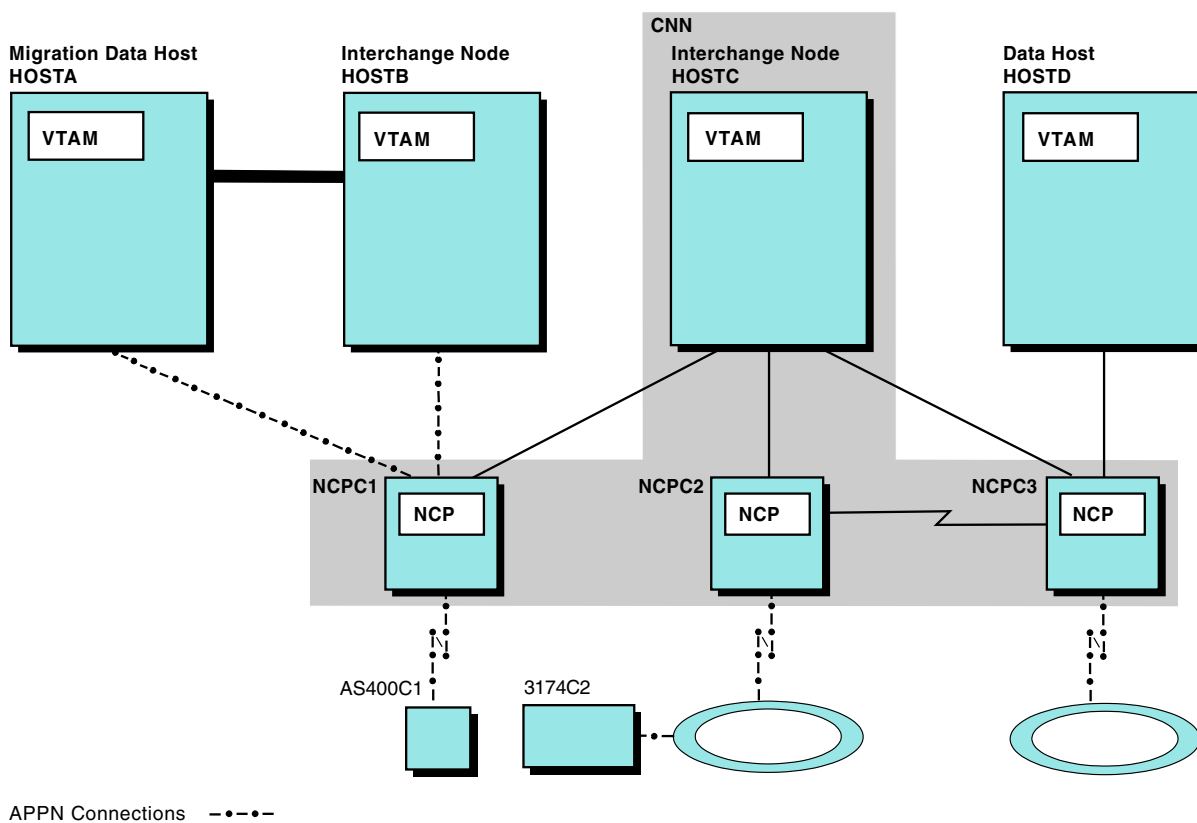 CNN
Migration Data Host
HOSTA
Interchange Node
HOSTB
Interchange Node
HOSTC
Data Host
HOSTD
VTAM
VTAM
VTAM
VTAM
NCPC1
NCPC2
NCPC3
NCP
NCP
NCP
AS400C1
3174C2
APPN Connections